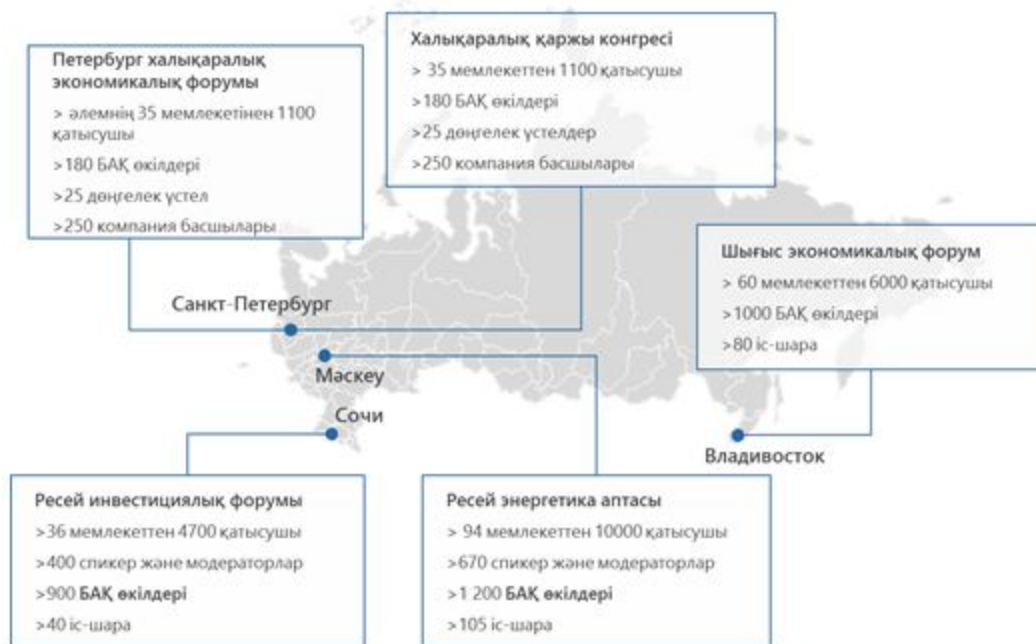 Петербург халықаралық
экономикалық форумы
> әлемнің 35 мемлекетінен 1100
қатысушы
>180 БАҚ өкілдері
>25 дөңгелек үстел
>250 компания басшылары
Халықаралық қаржы конгресі
> 35 мемлекеттен 1100 қатысушы
>180 БАҚ өкілдері
>25 дөңгелек үстелдер
>250 компания басшылары
Шығыс экономикалық форум
> 60 мемлекеттен 6000 қатысушы
>1000 БАҚ өкілдері
>80 іс-шара
Санкт-Петербург
Мәскеу
Сочи
Владивосток
Ресей инвестициялық форумы
>36 мемлекеттен 4700 қатысушы
>400 спикер және модераторлар
>900 БАҚ өкілдері
>40 іс-шара
Ресей энергетика аптасы
> 94 мемлекеттен 10000 қатысушы
>670 спикер және модераторлар
>1 200 БАҚ өкілдері
>105 іс-шара